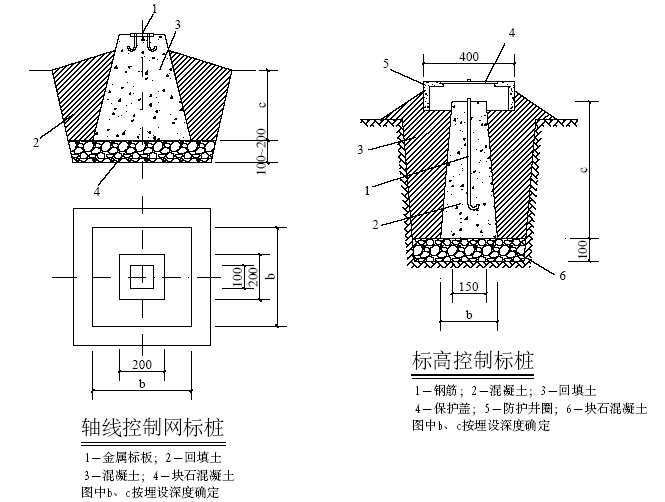 1
3
c
2
100~200
4
100
200
b
200
b
轴线控制网标桩
1—金属标板；2—回填土
3—混凝土；4—块石混凝土
图中b、c按埋设深度确定
4
400
5
3
c
1
2
100
6
150
b
标高控制标桩
1—钢筋；2—混凝土；3—回填土
4—保护盖；5—防护井圈；6—块石混凝土
图中b、c按埋设深度确定